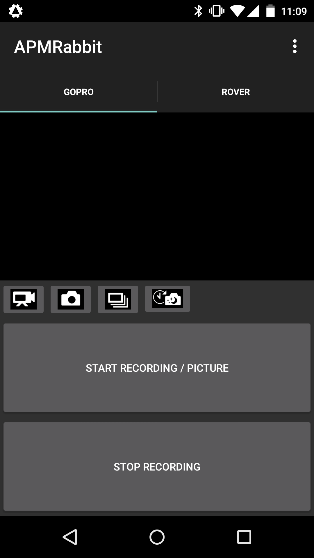 11:09
APMRabbit
GOPRO
ROVER
START RECORDING / PICTURE
STOP RECORDING